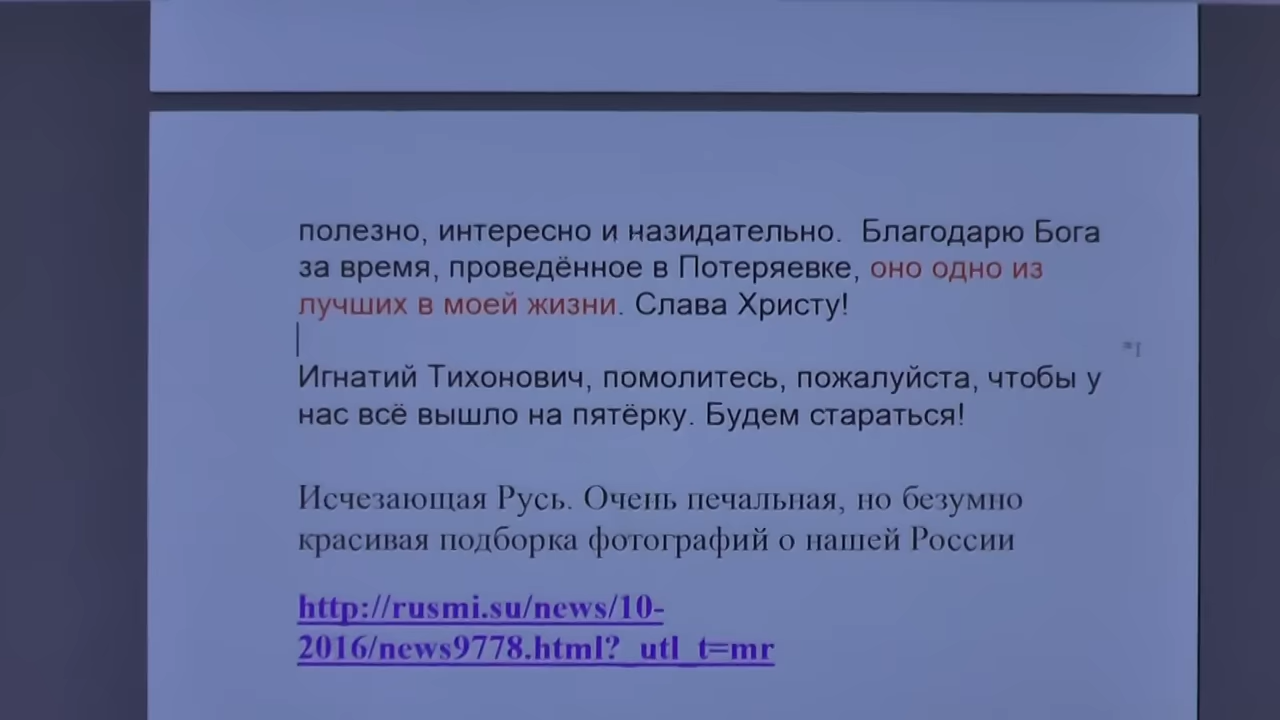 полезно, интересно и назидательно.  Благодарю Бога
за время, проведённое в Потеряевке, оно одно из
лучших в моей жизни. Слава Христу!
Игнатий Тихонович, помолитесь, пожалуйста, чтобы у
нас всё вышло на пятёрку. Будем стараться!
Исчезающая Русь. Очень печальная, но безумно
красивая подборка фотографий о нашей России
http://rusmi.su/news/10-
2016/news9778.html?_utl_t=mr